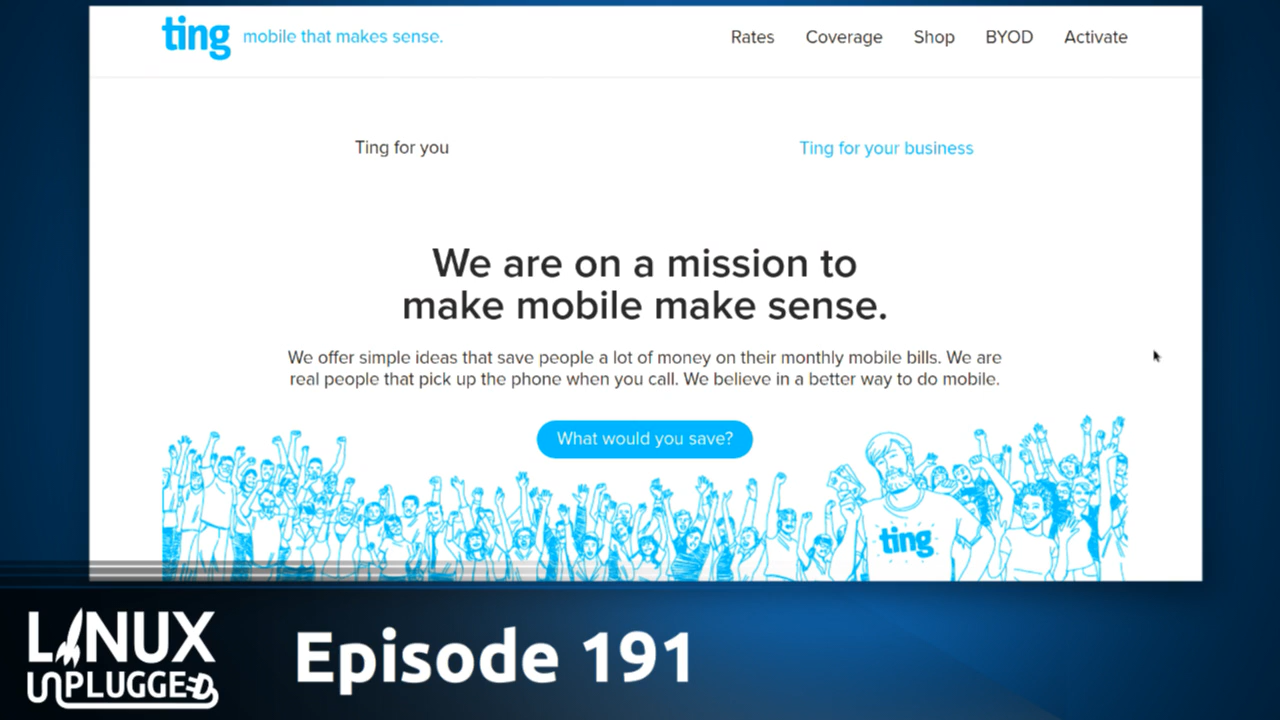 ting mobile that makes sense. Rates Coverage Shop BYOD Activate
Ting for you Ting for your business
We are on a mission to
make mobile make sense.
We offer simple ideas that save people a lot of money on their monthly mobile bills. We are
real people that pick up the phone when you call. We believe in a better way to do mobile.
What would you save?
ting
LINUX
UNPLUGGED
Episode 191